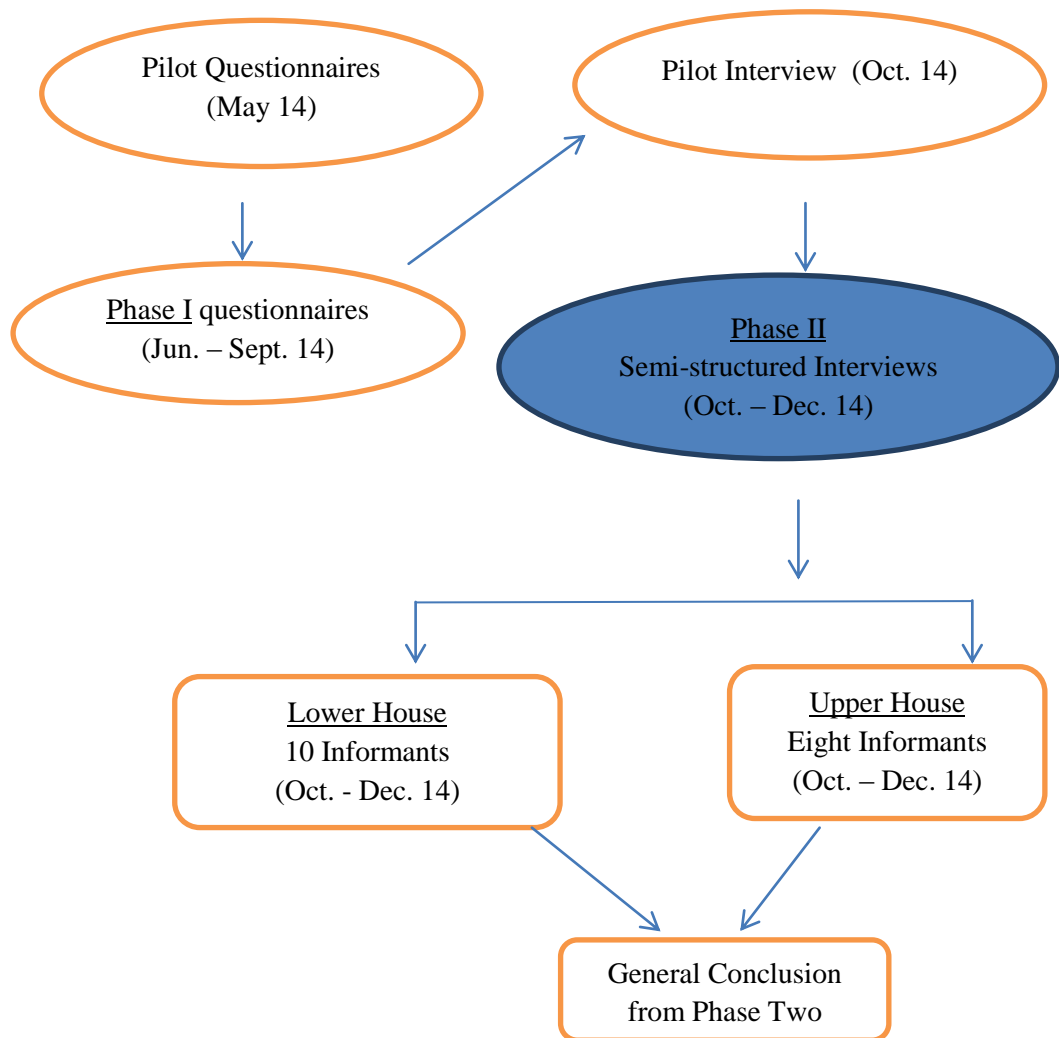 Pilot Questionnaires
(May 14)
Pilot Interview (Oct. 14)
Phase I questionnaires
(Jun. – Sept. 14)
Phase II
Semi-structured Interviews
(Oct. – Dec. 14)
Lower House
10 Informants
(Oct. - Dec. 14)
Upper House
Eight Informants
(Oct. – Dec. 14)
General Conclusion
from Phase Two